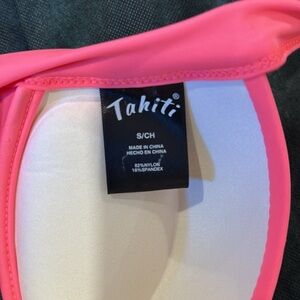 Tahiti®
S/CH
MADE IN CHINA
HECHO EN CHINA
82%NYLON
18%SPANDEX